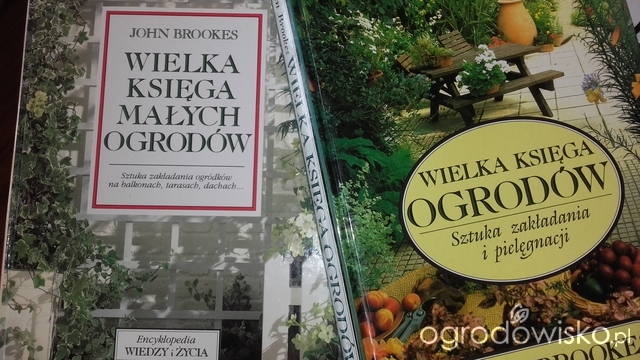 JOHN BROOKES
WIELKA
KSIĘGA
MAŁYCH
OGRODÓW
Sztuka zakładania ogródków
na balkonach, tarasach, dachach...
Encyklopedia
WIEDZY i ŻYCIA
Brookes WIELKA KSIĘGA OGRODÓW
WIELKA KSIĘGA
OGRODÓW
Sztuka zakładania
i pielęgnacji
ogrodowisko.pl